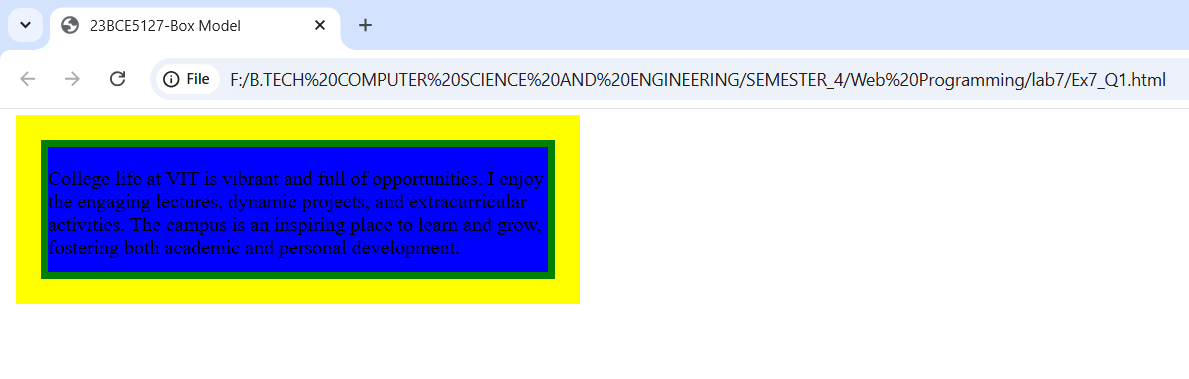 23BCE5127-Box Model
File F:/B.TECH%20COMPUTER%20SCIENCE%20AND%20ENGINEERING/SEMESTER_4/Web%20Programming/lab7/Ex7_Q1.html
College life at VIT is vibrant and full of opportunities. I enjoy
the engaging lectures, dynamic projects, and extracurricular
activities. The campus is an inspiring place to learn and grow,
fostering both academic and personal development.